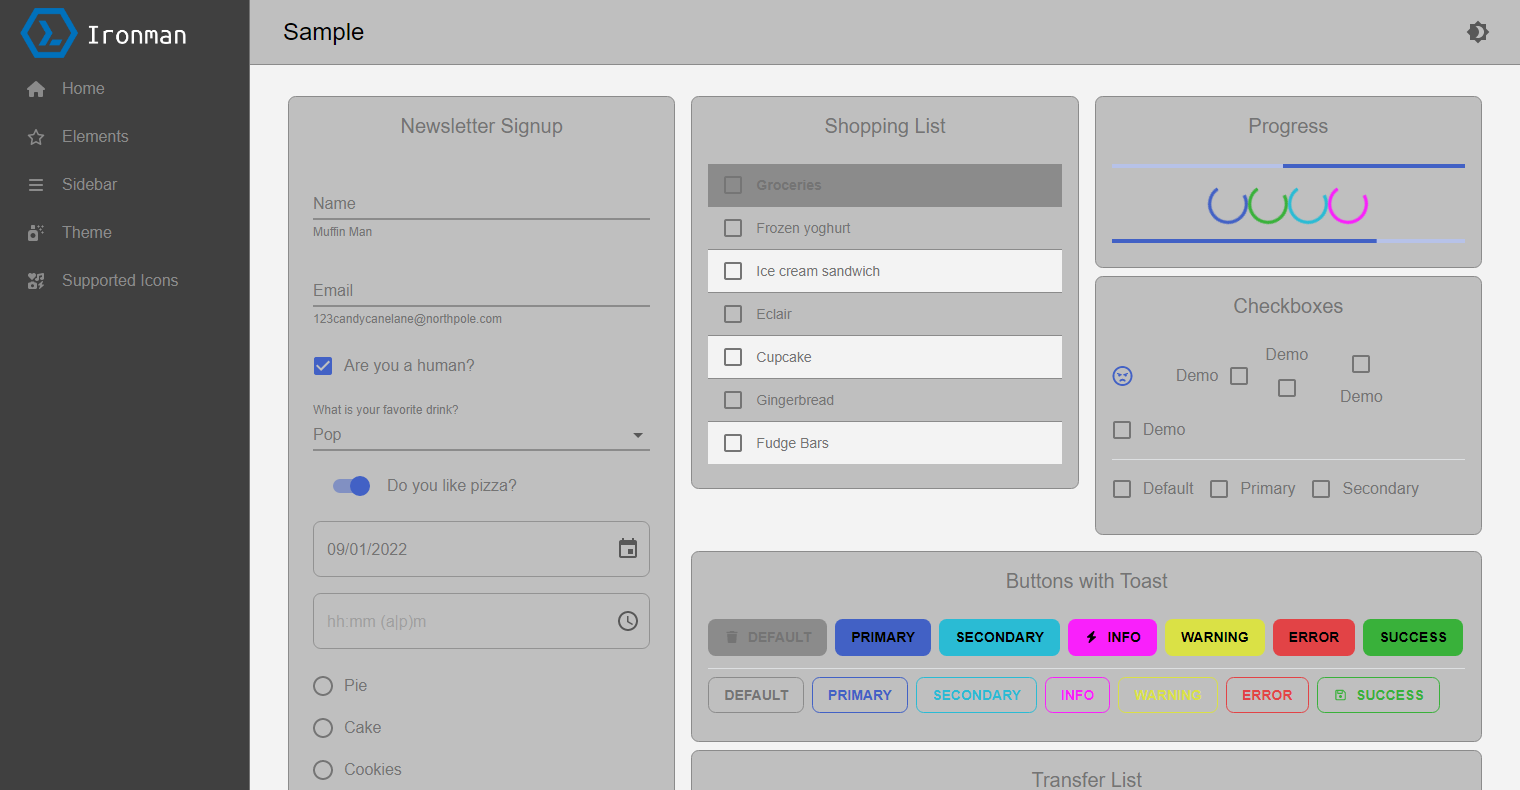 Ironman
Home
Elements
Sidebar
Theme
Supported Icons
Sample
Newsletter Signup
Name
Muffin Man
Email
123candycanelane@northpole.com
Are you a human?
What is your favorite drink?
Pop
Do you like pizza?
09/01/2022
hh:mm (a|p)m
Pie
Cake
Cookies
Shopping List
Groceries
Frozen yoghurt
Ice cream sandwich
Eclair
Cupcake
Gingerbread
Fudge Bars
Progress
Checkboxes
Demo
Demo
Demo
Demo
Default Primary Secondary
Buttons with Toast
DEFAULT PRIMARY SECONDARY INFO WARNING ERROR SUCCESS
DEFAULT PRIMARY SECONDARY INFO WARNING ERROR SUCCESS
Transfer List